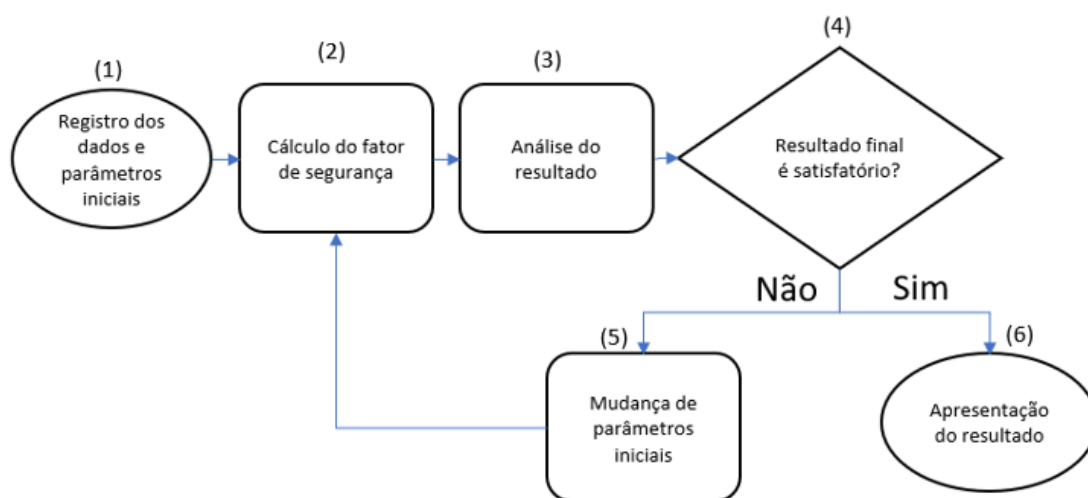 (1)
Registro dos
dados e
parâmetros
iniciais
(2)
Cálculo do fator
de segurança
(3)
Análise do
resultado
(4)
Resultado final
é satisfatório?
Não
Sim
(5)
Mudança de
parâmetros
iniciais
(6)
Apresentação
do resultado